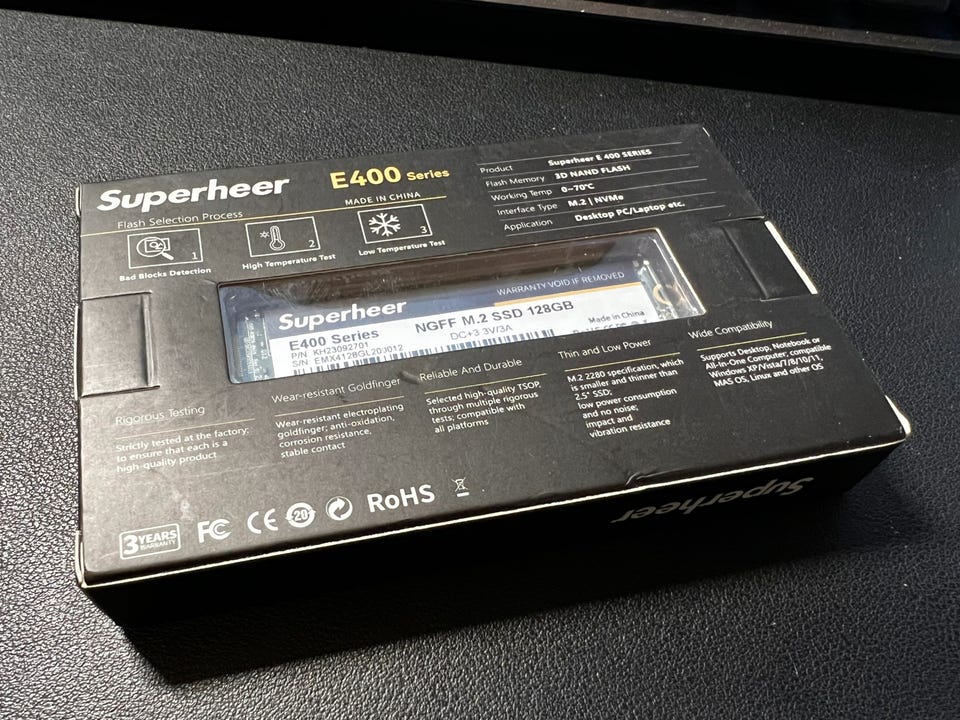 Superheer
E400 Series
MADE IN CHINA
Flash Selection Process
1
Bad Blocks Detection
2
High Temperature Test
3
Low Temperature Test
Product Superheer E 400 SERIES
Flash Memory 3D NAND FLASH
Working Temp 0~70℃
Interface Type M.2 | NVMe
Application Desktop PC/Laptop etc.
WARRANTY VOID IF REMOVED
Superheer
NGFF M.2 SSD 128GB
E400 Series
DC+3.3V/3A
Made in China
P/N: KH23092701
Rigorous Testing
Strictly tested at the factory;
to ensure that each is a
high-quality product
Wear-resistant Goldfinger
Wear-resistant electroplating
goldfinger; anti-oxidation,
corrosion resistance,
stable contact
Reliable And Durable
Selected high-quality TSOP,
through multiple rigorous
tests; compatible with
all platforms
Thin and Low Power
M.2 2280 specification, which
is smaller and thinner than
2.5" SSD;
low power consumption
and no noise;
impact and
vibration resistance
Wide Compatibility
Supports Desktop, Notebook or
All-in-One Computer, compatible
Windows XP/Vista/7/8/10/11,
MAS OS, Linux and other OS
3 YEARS
WARRANTY
FC CE 20 RoHS
Superheer